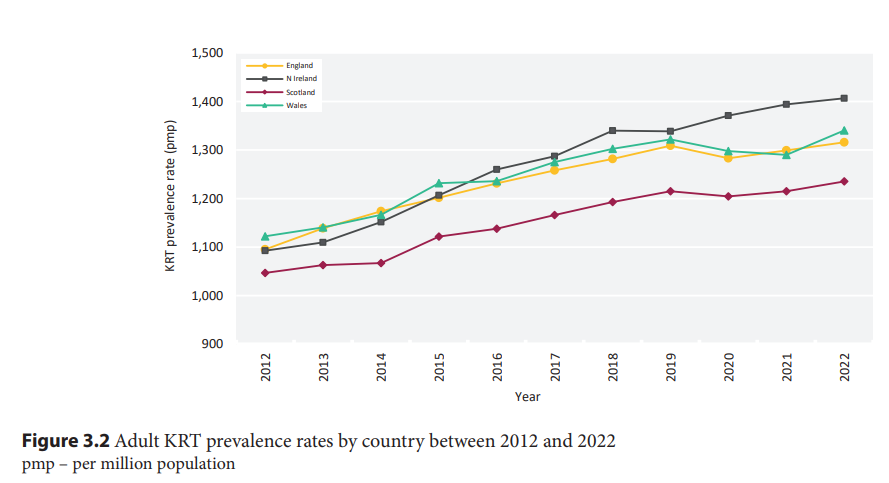 1,500
1,400
1,300
1,200
1,100
1,000
900
KRT prevalence rate (pmp)
England
N Ireland
Scotland
Wales
2012
2013
2014
2015
2016
2017
2018
2019
2020
2021
2022
Year
Figure 3.2 Adult KRT prevalence rates by country between 2012 and 2022
pmp – per million population